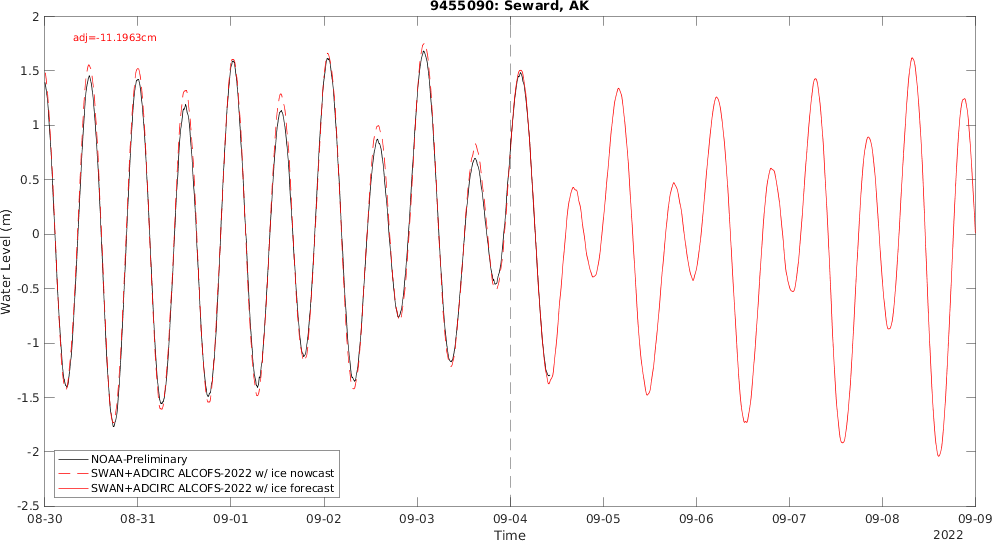 9455090: Seward, AK
adj=-11.1963cm
2
1.5
1
0.5
0
-0.5
-1
-1.5
-2
-2.5
Water Level (m)
NOAA-Preliminary
SWAN+ADCIRC ALCOFS-2022 w/ ice nowcast
SWAN+ADCIRC ALCOFS-2022 w/ ice forecast
08-30 08-31 09-01 09-02 09-03 09-04 09-05 09-06 09-07 09-08 09-09
Time
2022